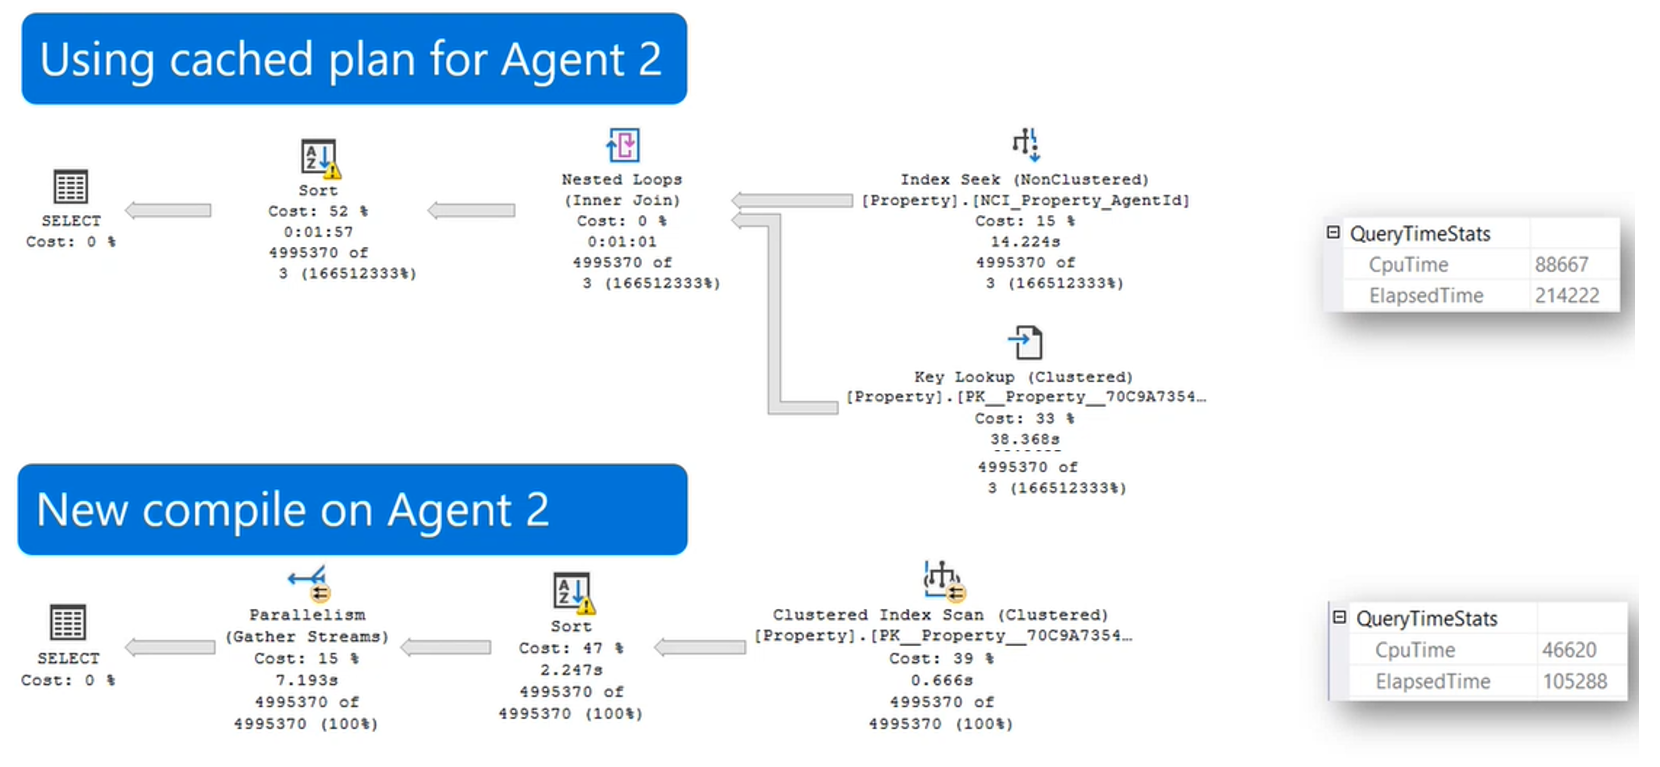 Using cached plan for Agent 2
SELECT
Cost: 0 %
Sort
Cost: 52 %
0:01:57
4995370 of
3 (166512333%)
Nested Loops
(Inner Join)
Cost: 0 %
0:01:01
4995370 of
3 (166512333%)
Index Seek (NonClustered)
[Property].[NCI_Property_AgentId]
Cost: 15 %
14.224s
4995370 of
3 (166512333%)
Key Lookup (Clustered)
[Property].[PK__Property__70C9A7354…
Cost: 33 %
38.368s
4995370 of
3 (166512333%)
QueryTimeStats
CpuTime 88667
ElapsedTime 214222
New compile on Agent 2
SELECT
Cost: 0 %
Parallelism
(Gather Streams)
Cost: 15 %
7.193s
4995370 of
4995370 (100%)
Sort
Cost: 47 %
2.247s
4995370 of
4995370 (100%)
Clustered Index Scan (Clustered)
[Property].[PK__Property__70C9A7354…
Cost: 39 %
0.666s
4995370 of
4995370 (100%)
QueryTimeStats
CpuTime 46620
ElapsedTime 105288